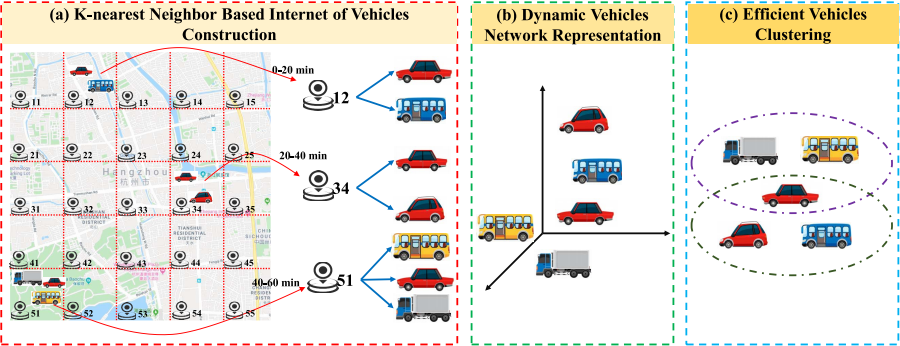 (a) K-nearest Neighbor Based Internet of Vehicles
Construction
(b) Dynamic Vehicles
Network Representation
(c) Efficient Vehicles
Clustering
0-20 min
20-40 min
40-60 min
12
34
51
11 12 13 14 15
21 22 23 24 25
Hangzhou
杭州市
31 32 33 34 35
TIANSHUI
RESIDENTIAL
DISTRICT
RESIDENTIAL
DISTRICT
41 42 43 44 45
51 52 53 54 55